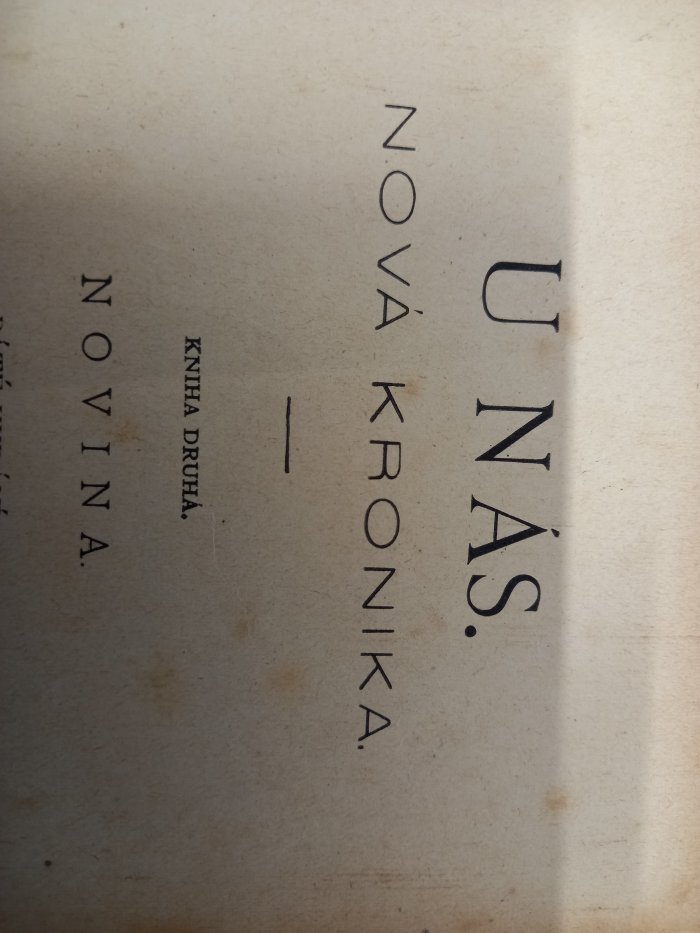 U NÁS.
NOVÁ KRONIKA.
KNIHA DRUHÁ.
NOVINA.